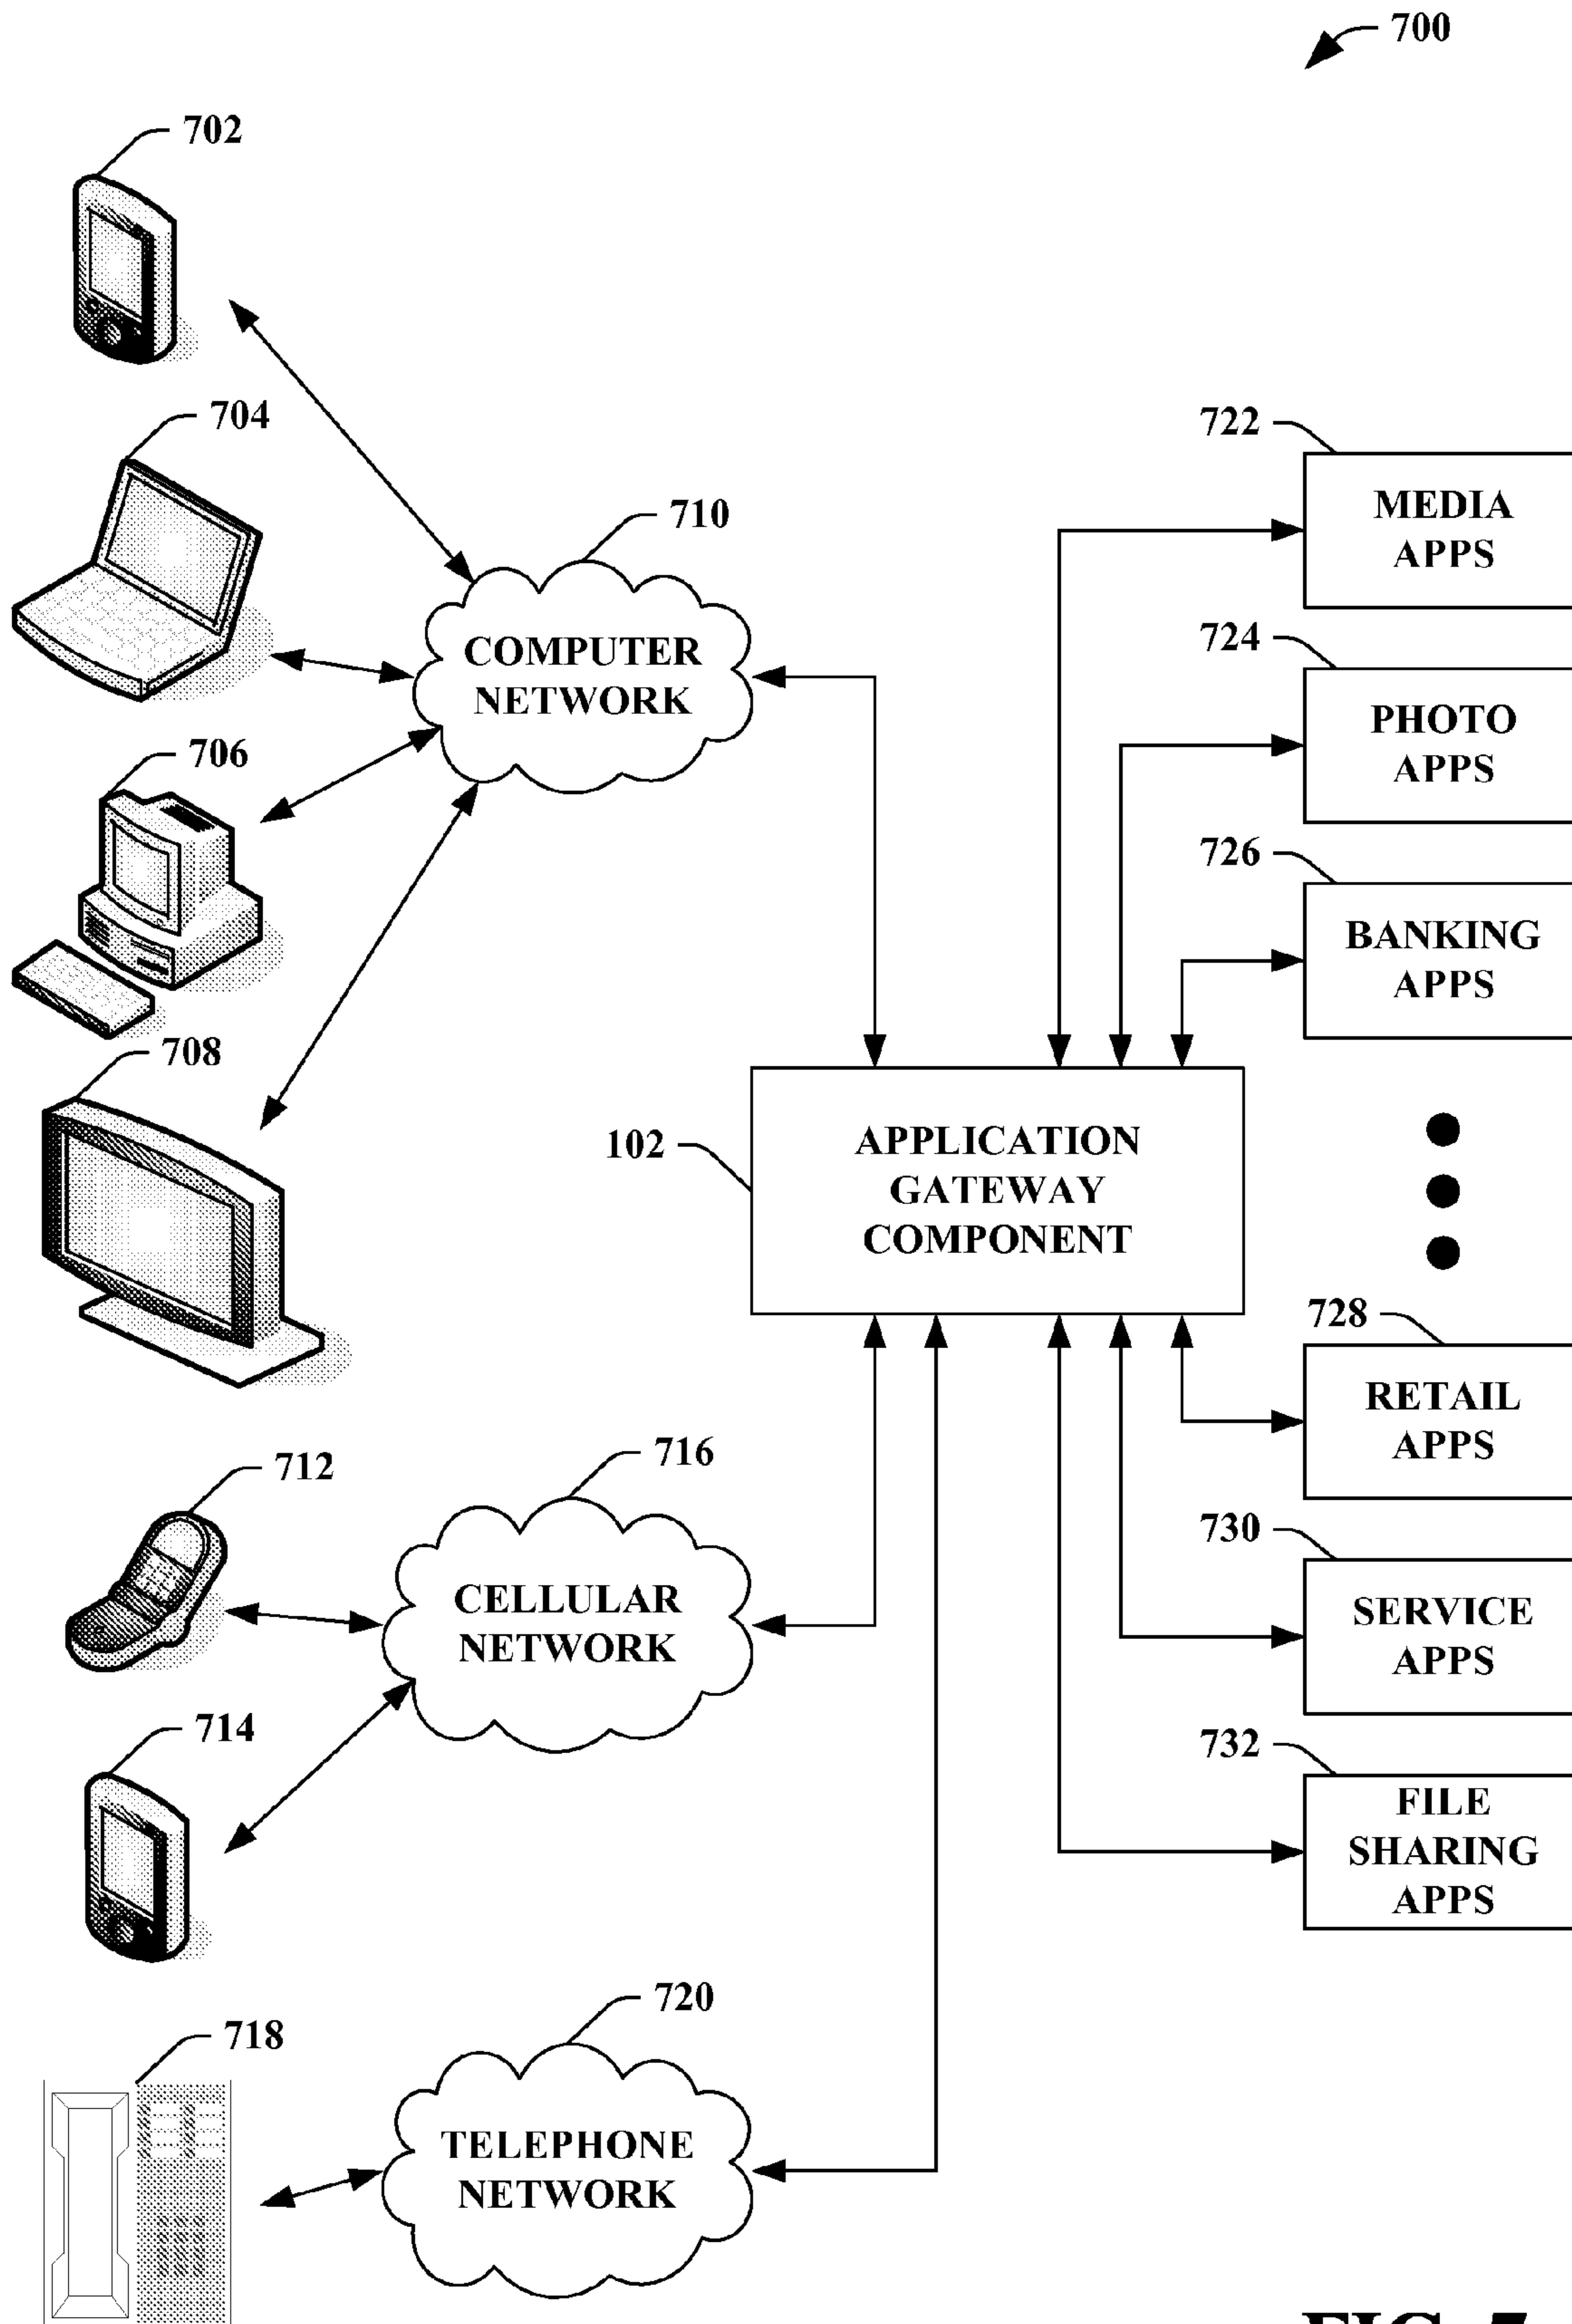 700
702
704
710
COMPUTER
NETWORK
706
708
722
MEDIA
APPS
724
PHOTO
APPS
726
BANKING
APPS
102
APPLICATION
GATEWAY
COMPONENT
728
RETAIL
APPS
730
SERVICE
APPS
732
FILE
SHARING
APPS
712
716
CELLULAR
NETWORK
714
718
720
TELEPHONE
NETWORK